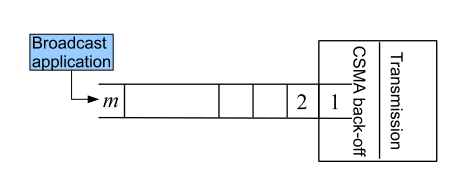 Broadcast
application
m
2
1
CSMA back-off
Transmission